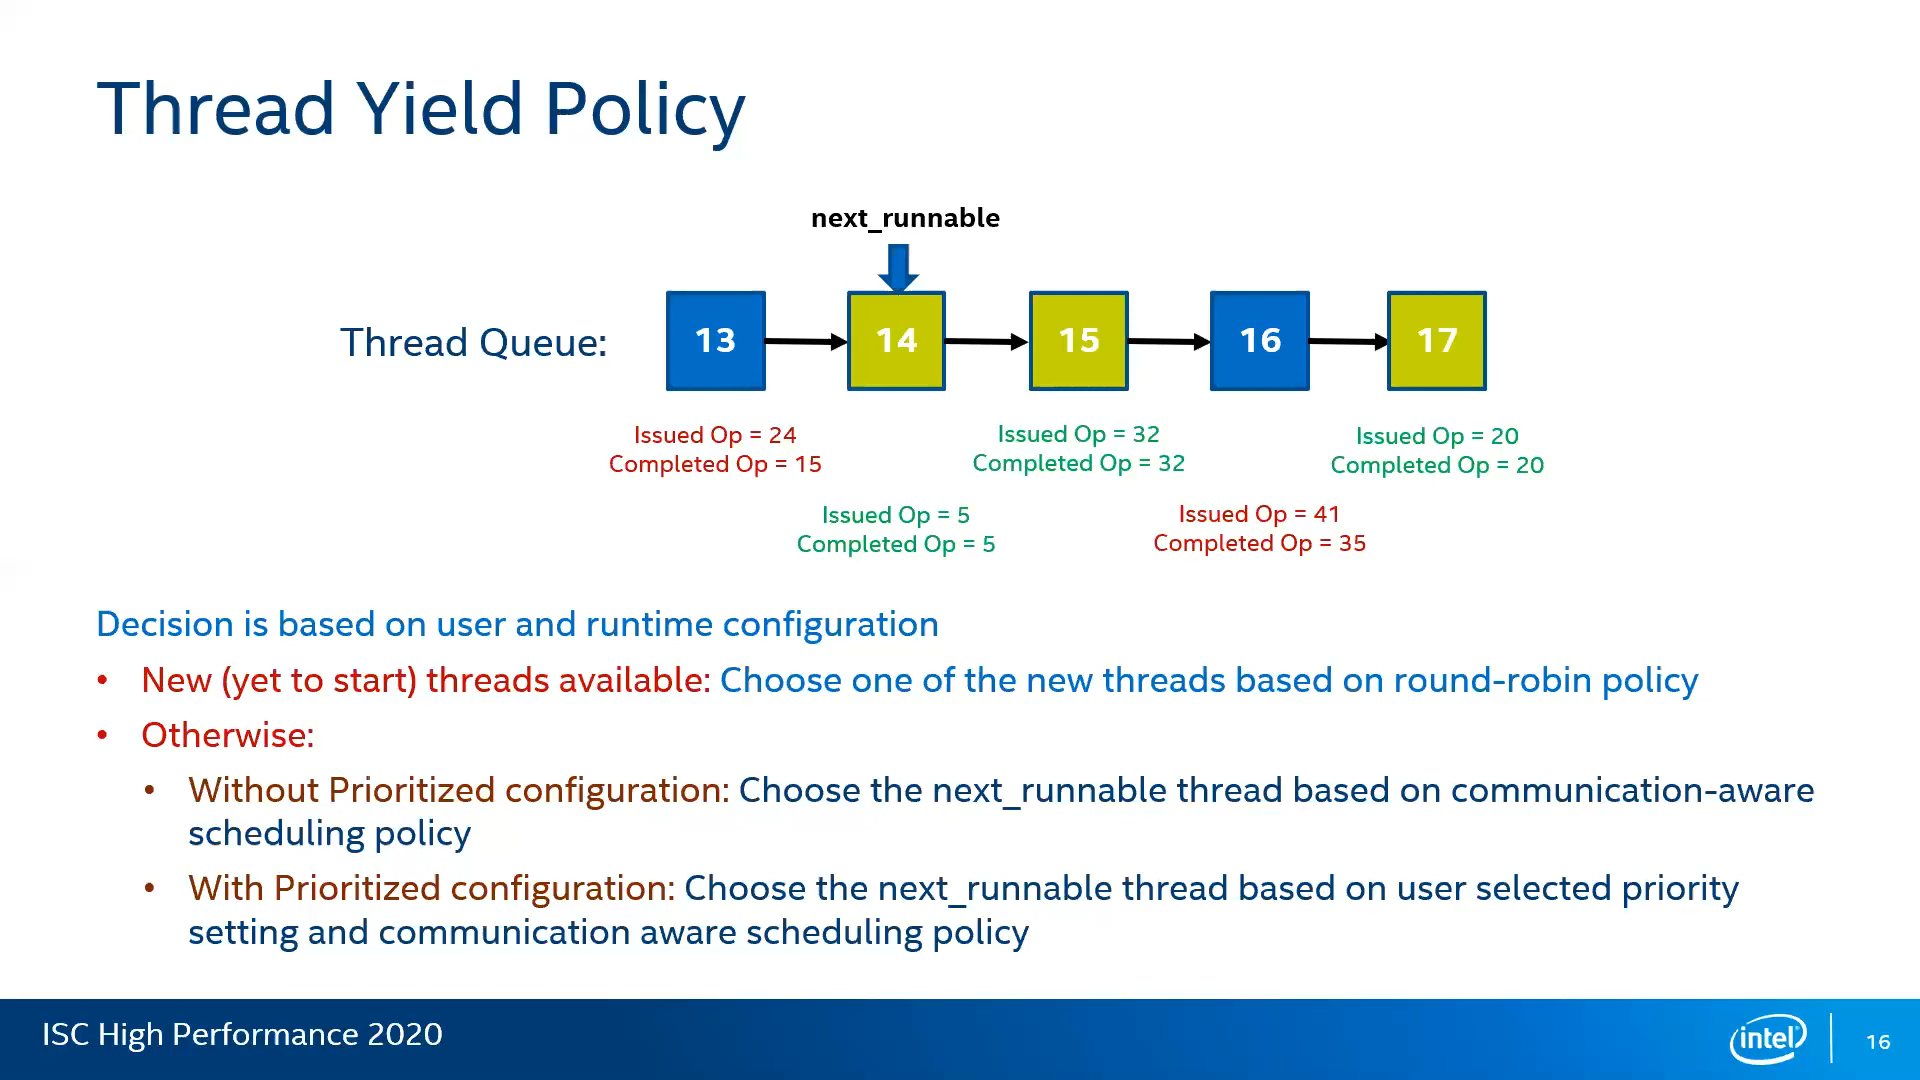 Thread Yield Policy
next_runnable
Thread Queue:
13
14
15
16
17
Issued Op = 24
Completed Op = 15
Issued Op = 5
Completed Op = 5
Issued Op = 32
Completed Op = 32
Issued Op = 41
Completed Op = 35
Issued Op = 20
Completed Op = 20
Decision is based on user and runtime configuration
• New (yet to start) threads available: Choose one of the new threads based on round-robin policy
• Otherwise:
• Without Prioritized configuration: Choose the next_runnable thread based on communication-aware
scheduling policy
• With Prioritized configuration: Choose the next_runnable thread based on user selected priority
setting and communication aware scheduling policy
ISC High Performance 2020
intel
16